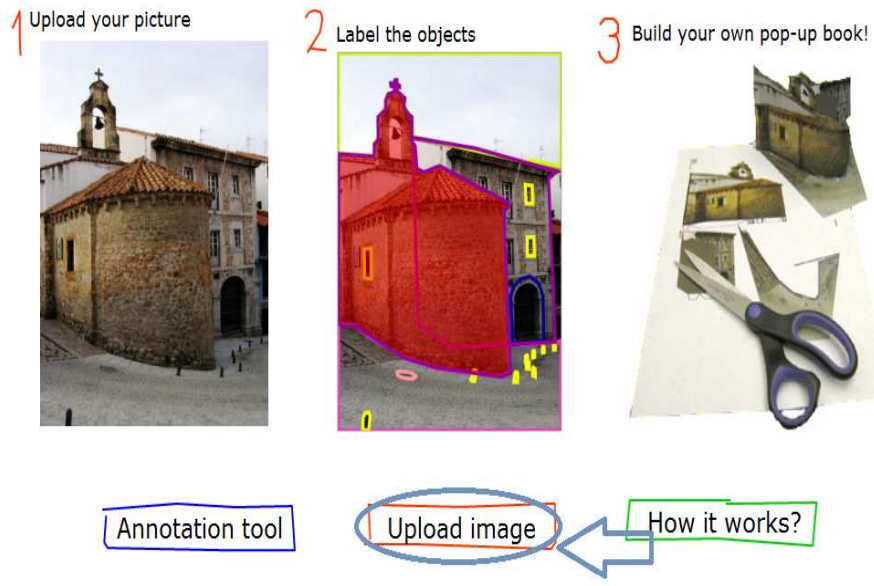 1 Upload your picture
2 Label the objects
3 Build your own pop-up book!
Annotation tool
Upload image
How it works?